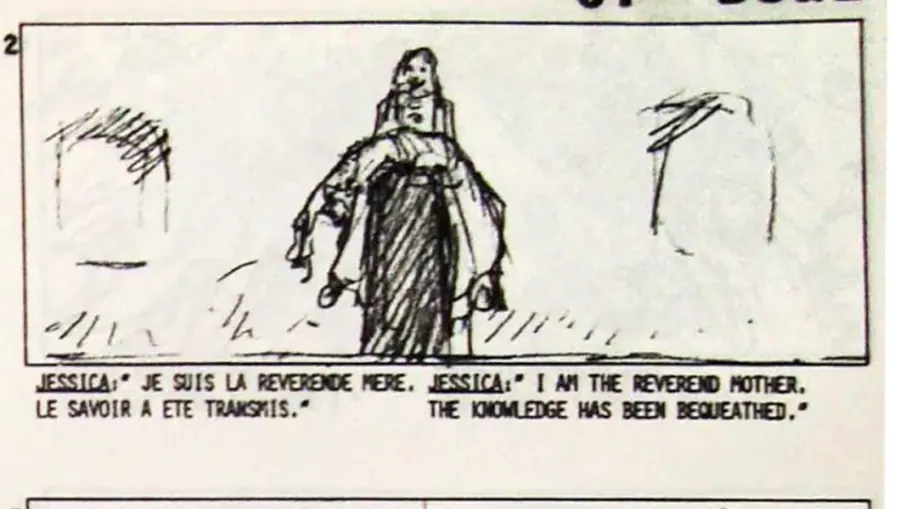 2
JESSICA:" JE SUIS LA REVERENDE MERE.
LE SAVOIR A ETE TRANSMIS."
JESSICA:" I AM THE REVEREND MOTHER.
THE KNOWLEDGE HAS BEEN BEQUEATHED."